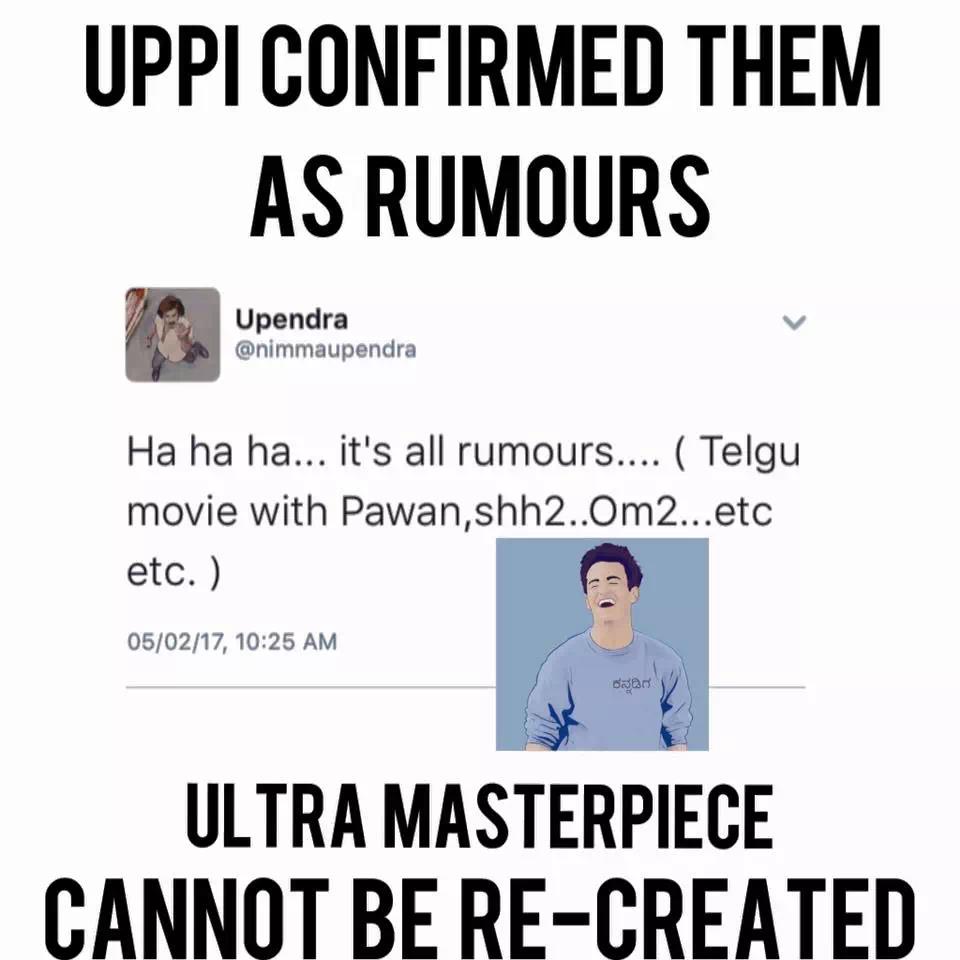 UPPI CONFIRMED THEM
AS RUMOURS
Upendra
@nimmaupendra
Ha ha ha... it's all rumours.... ( Telgu
movie with Pawan,shh2..Om2...etc
etc. )
05/02/17, 10:25 AM
ಕನ್ನಡಿಗ
ULTRA MASTERPIECE
CANNOT BE RE-CREATED